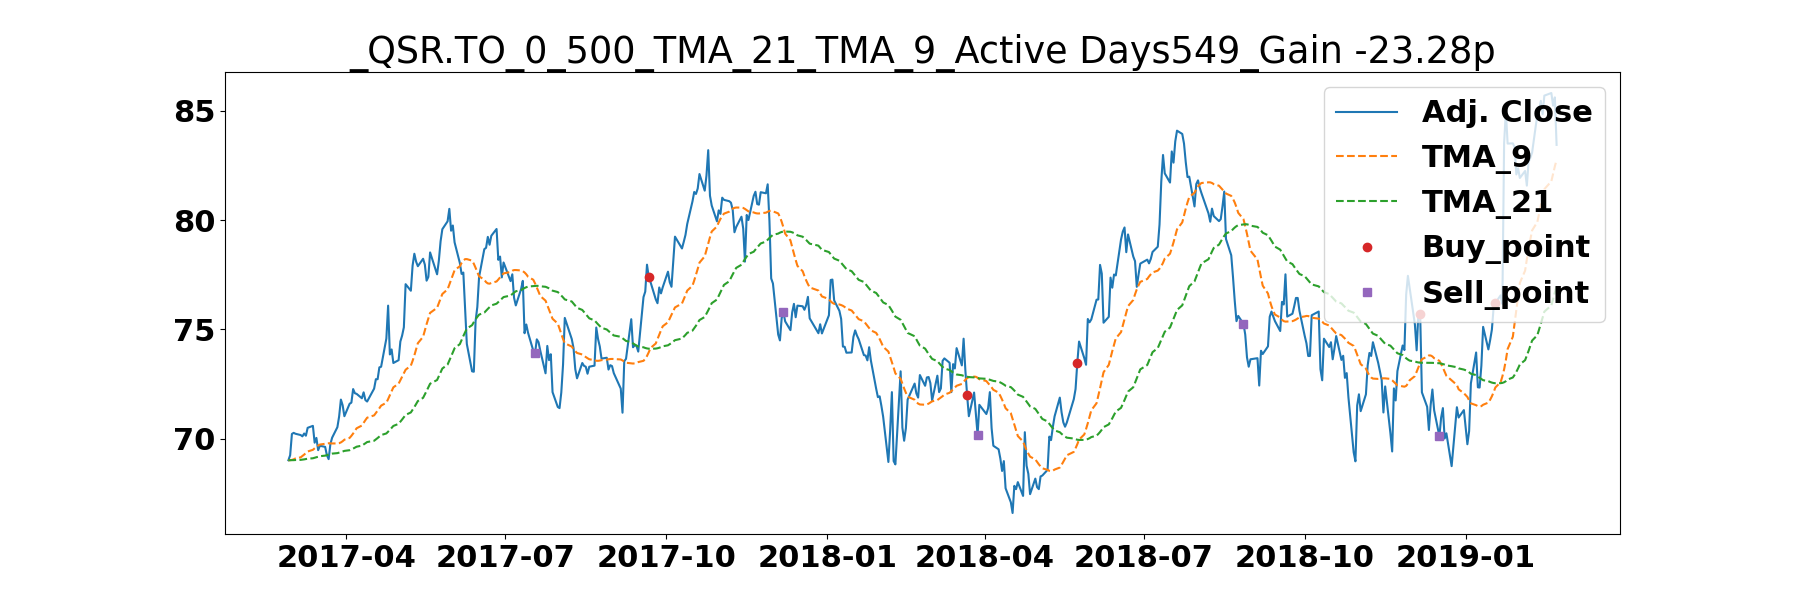 _QSR.TO_0_500_TMA_21_TMA_9_Active Days549_Gain -23.28p
85
80
75
70
Adj. Close
TMA_9
TMA_21
Buy_point
Sell_point
2017-04 2017-07 2017-10 2018-01 2018-04 2018-07 2018-10 2019-01